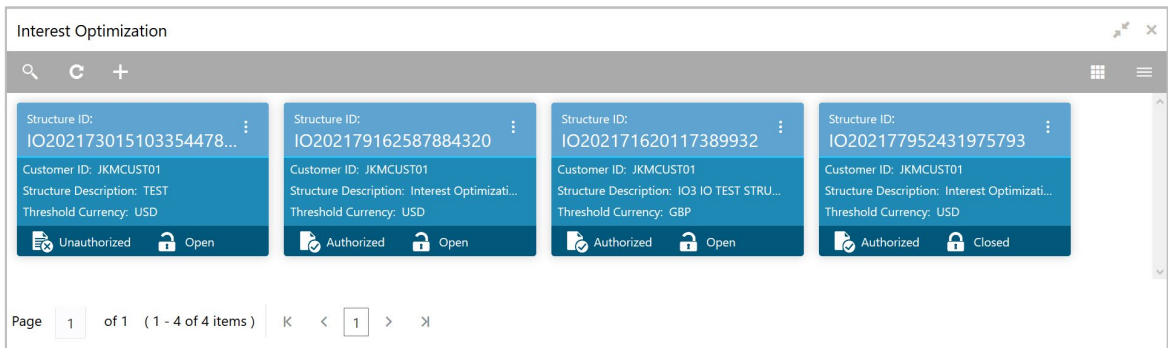 Interest Optimization
Structure ID:
IO202173015103354478...
Customer ID: JKMCUST01
Structure Description: TEST
Threshold Currency: USD
Unauthorized Open
Structure ID:
IO202179162587884320
Customer ID: JKMCUST01
Structure Description: Interest Optimizati...
Threshold Currency: USD
Authorized Open
Structure ID:
IO202171620117389932
Customer ID: JKMCUST01
Structure Description: IO3 IO TEST STRU...
Threshold Currency: GBP
Authorized Open
Structure ID:
IO202177952431975793
Customer ID: JKMCUST01
Structure Description: Interest Optimizati...
Threshold Currency: USD
Authorized Closed
Page 1 of 1 (1 - 4 of 4 items) 1